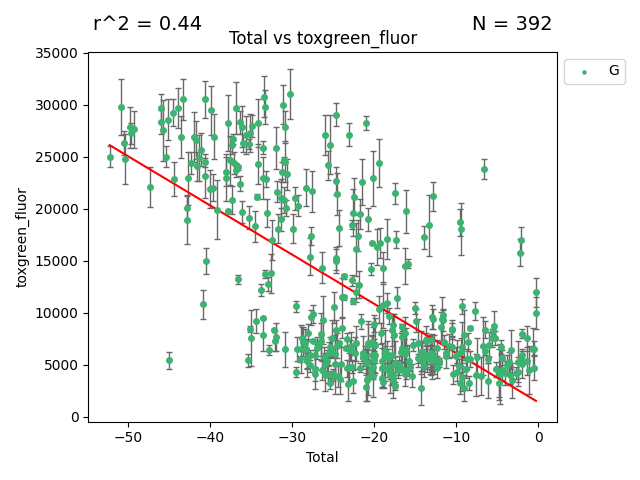 r^2 = 0.44 N = 392
Total vs toxgreen_fluor
G
35000
30000
25000
20000
15000
10000
5000
0
toxgreen_fluor
−50 −40 −30 −20 −10 0
Total